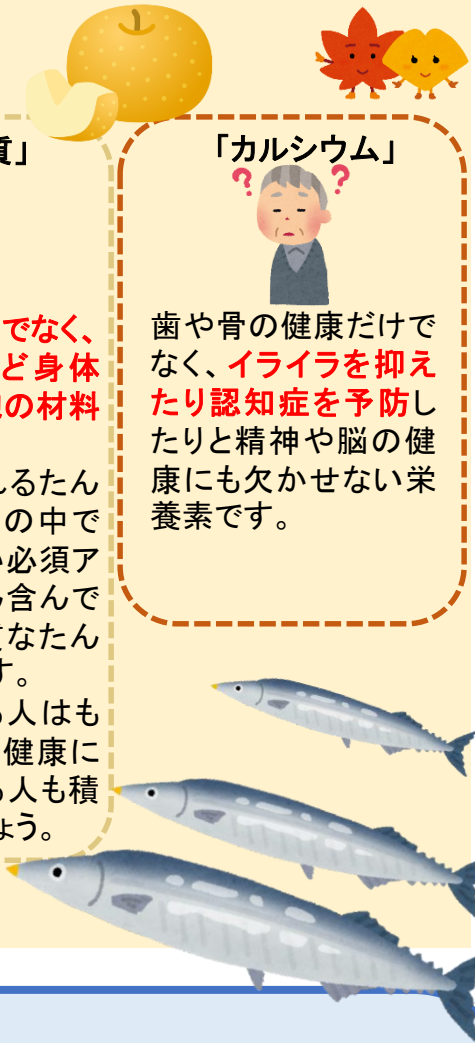 質」
でなく、
ど身体
の材料
るたん
の中で
い必須ア
含んで
なたん
す。
る人はも
健康に
る人も積
ょう。
「カルシウム」
歯や骨の健康だけで
なく、イライラを抑え
たり認知症を予防し
たりと精神や脳の健
康にも欠かせない栄
養素です。